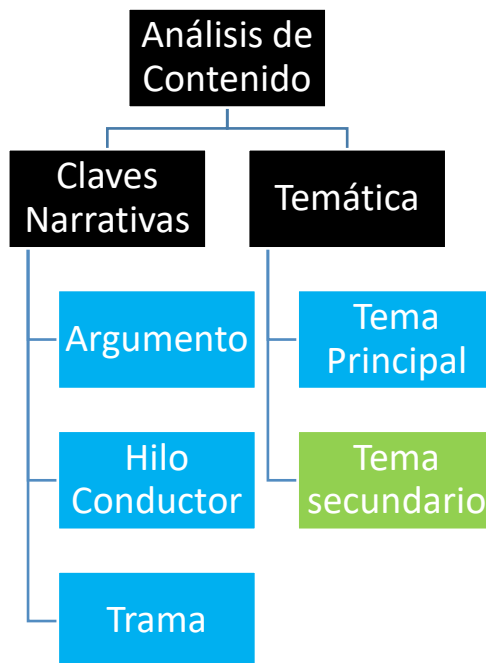 Análisis de
Contenido
Claves
Narrativas
Temática
Argumento
Tema
Principal
Hilo
Conductor
Tema
secundario
Trama